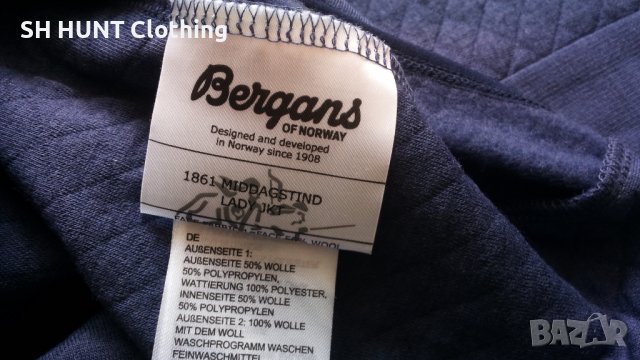 SH HUNT Clothing
Bergans
OF NORWAY
Designed and developed
in Norway since 1908
1861 MIDDAGSTIND
LADY JKT
WOOL
DE
AUßENSEITE 1:
AUßENSEITE 50% WOLLE
50% POLYPROPYLEN,
WATTIERUNG 100% POLYESTER,
INNENSEITE 50% WOLLE
50% POLYPROPYLEN
AUßENSEITE 2: 100% WOLLE
MIT DEM WOLL
WASCHPROGRAMM WASCHEN
FEINWASCHMITTEL
BAZAR